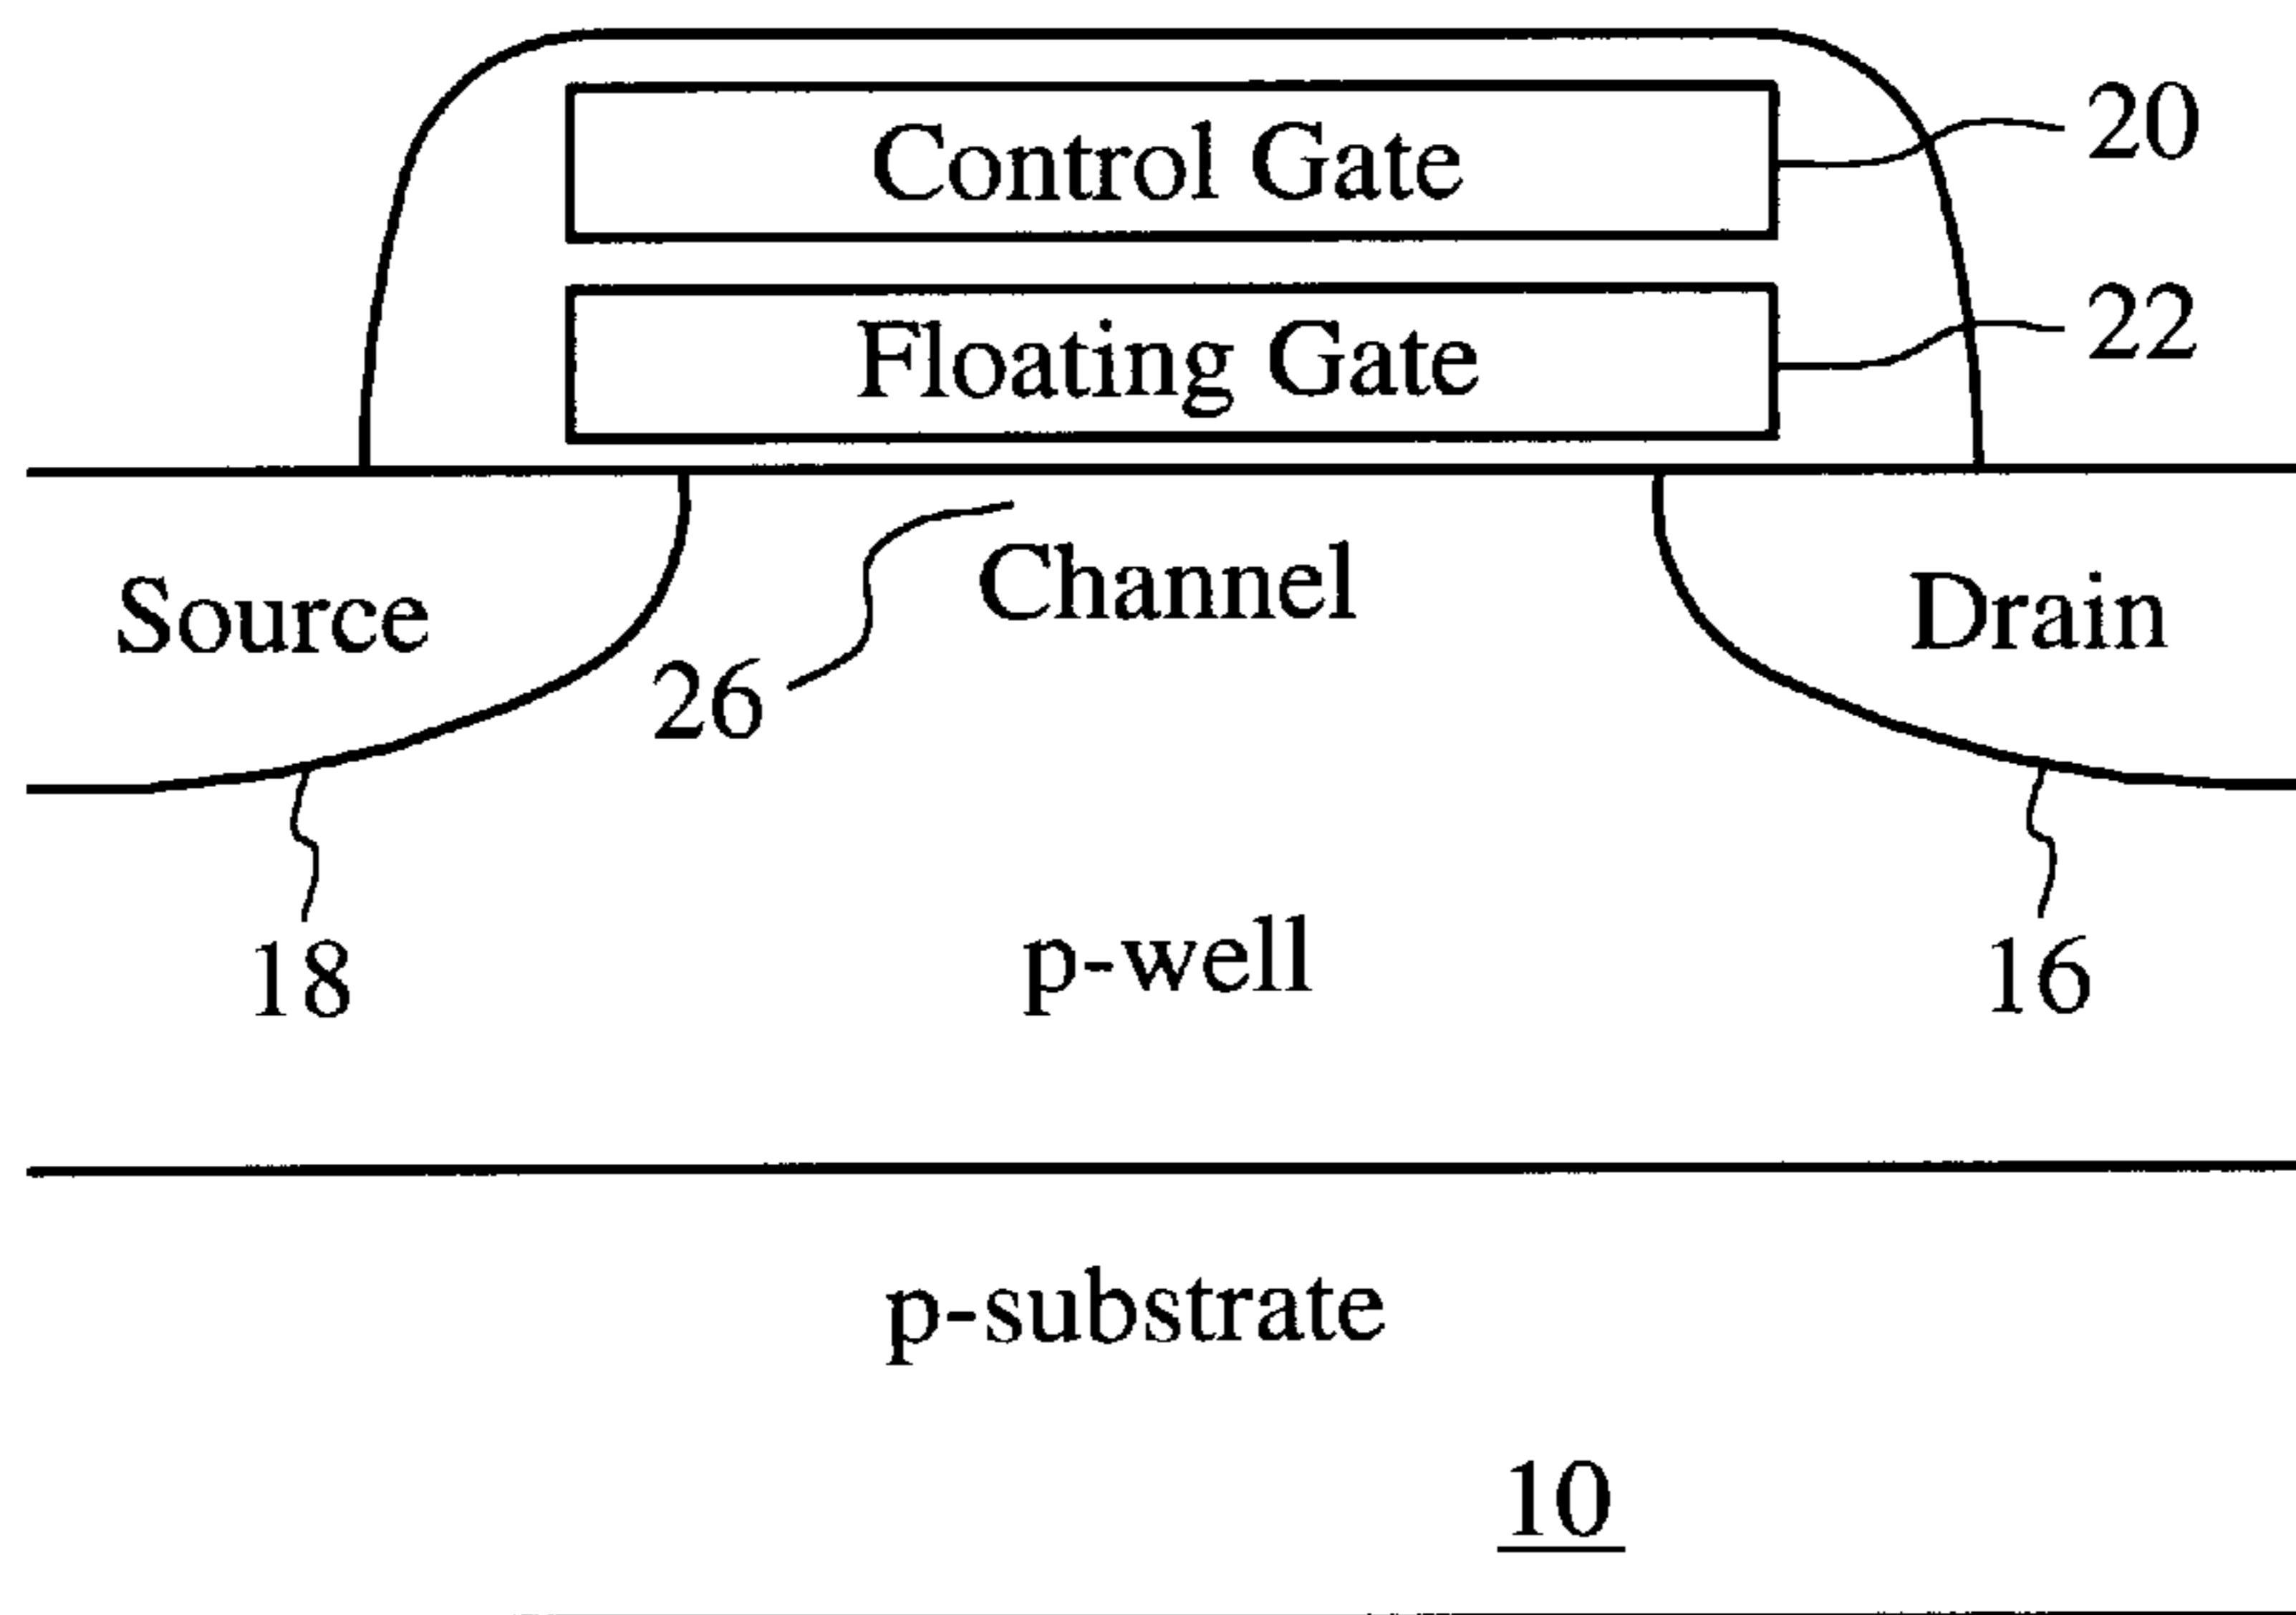 Control Gate
20
Floating Gate
22
Channel
Source
Drain
26
18
p-well
16
p-substrate
10